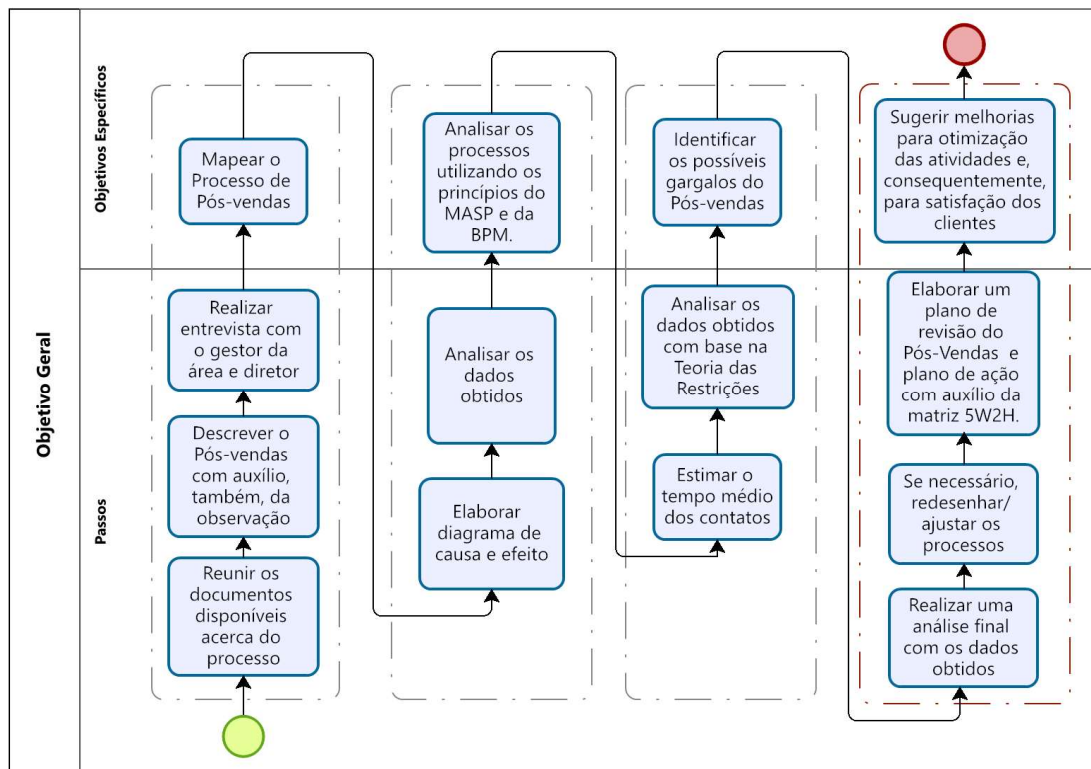 Objetivo Geral
Objetivos Específicos
Passos
Mapear o
Processo de
Pós-vendas
Realizar
entrevista com
o gestor da
área e diretor
Descrever o
Pós-vendas
com auxílio,
também, da
observação
Reunir os
documentos
disponíveis
acerca do
processo
Analisar os
processos
utilizando os
princípios do
MASP e da
BPM.
Analisar os
dados
obtidos
Elaborar
diagrama de
causa e efeito
Identificar
os possíveis
gargalos do
Pós-vendas
Analisar os
dados obtidos
com base na
Teoria das
Restrições
Estimar o
tempo médio
dos contatos
Sugerir melhorias
para otimização
das atividades e,
consequentemente,
para satisfação dos
clientes
Elaborar um
plano de
revisão do
Pós-Vendas e
plano de ação
com auxílio da
matriz 5W2H.
Se necessário,
redesenhar/
ajustar os
processos
Realizar uma
análise final
com os dados
obtidos